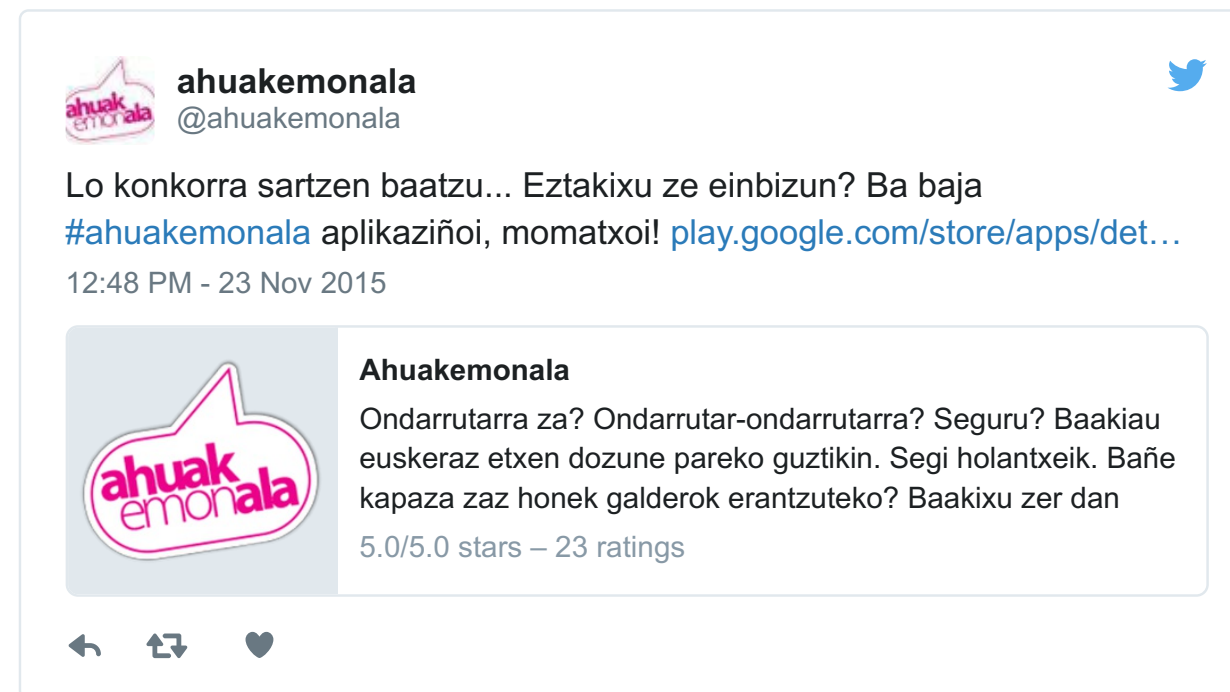 ahuak
emonala
ahuakemonala
@ahuakemonala
Lo konkorra sartzen baatzu... Eztakixu ze einbizun? Ba baja
#ahuakemonala aplikaziñoi, momatxoi! play.google.com/store/apps/det…
12:48 PM - 23 Nov 2015
ahuak
emonala
Ahuakemonala
Ondarrutarra za? Ondarrutar-ondarrutarra? Seguru? Baakiau
euskeraz etxen dozune pareko guztikin. Segi holantxeik. Bañe
kapaza zaz honek galderok erantzuteko? Baakixu zer dan
5.0/5.0 stars – 23 ratings